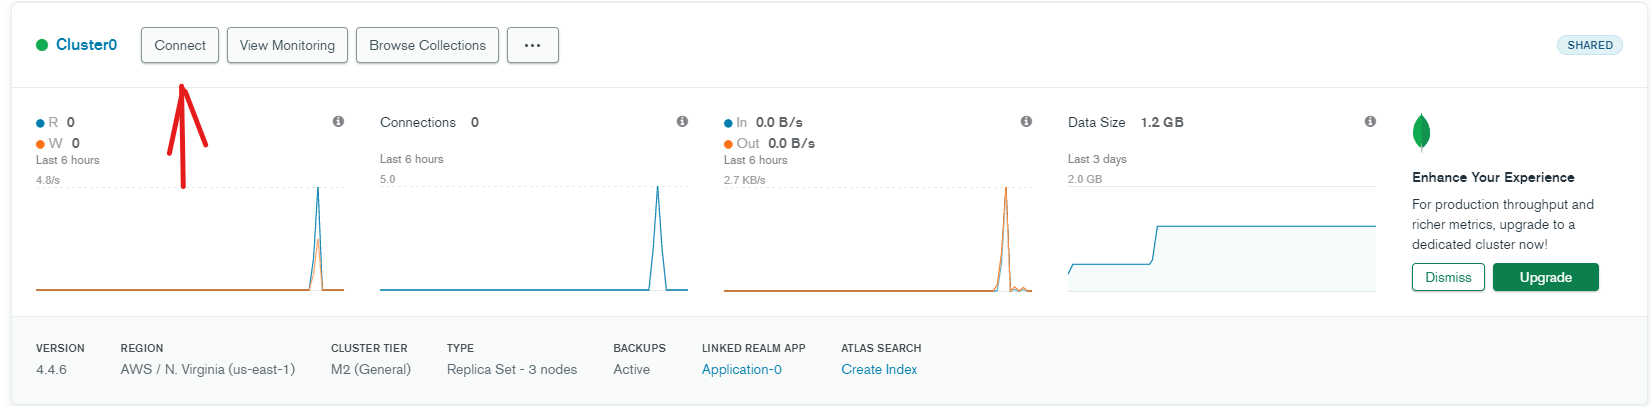 Cluster0 Connect View Monitoring Browse Collections ... SHARED
R 0
W 0
Last 6 hours
4.8/s
Connections 0
Last 6 hours
5.0
In 0.0 B/s
Out 0.0 B/s
Last 6 hours
2.7 KB/s
Data Size 1.2 GB
Last 3 days
2.0 GB
Enhance Your Experience
For production throughput and
richer metrics, upgrade to a
dedicated cluster now!
Dismiss Upgrade
VERSION REGION CLUSTER TIER TYPE BACKUPS LINKED REALM APP ATLAS SEARCH
4.4.6 AWS / N. Virginia (us-east-1) M2 (General) Replica Set - 3 nodes Active Application-0 Create Index